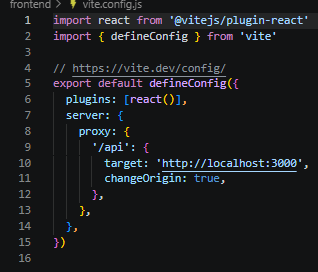 frontend > vite.config.js
1 import react from '@vitejs/plugin-react'
2 import { defineConfig } from 'vite'
3
4 // https://vite.dev/config/
5 export default defineConfig({
6   plugins: [react()],
7   server: {
8     proxy: {
9       '/api': {
10         target: 'http://localhost:3000',
11         changeOrigin: true,
12       },
13     },
14   },
15 })
16